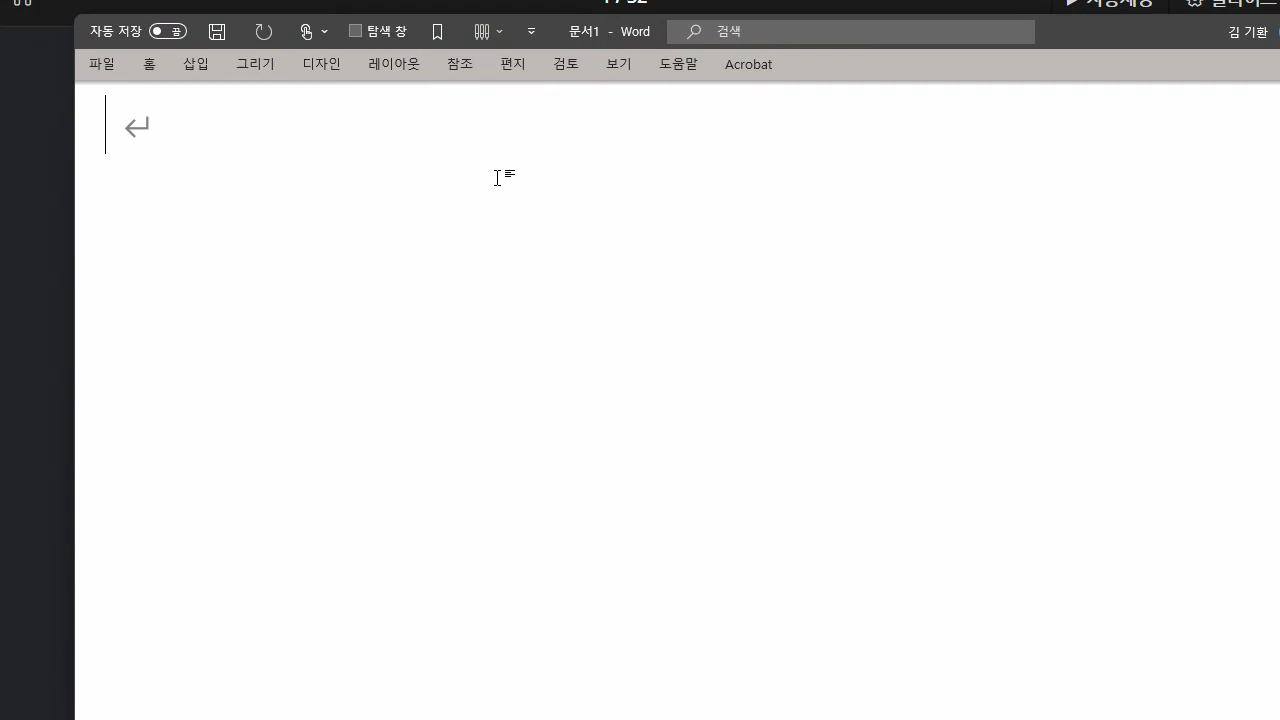 자동 저장 끔 탐색 창 문서1 - Word 검색 김 기환
파일 홈 삽입 그리기 디자인 레이아웃 참조 편지 검토 보기 도움말 Acrobat